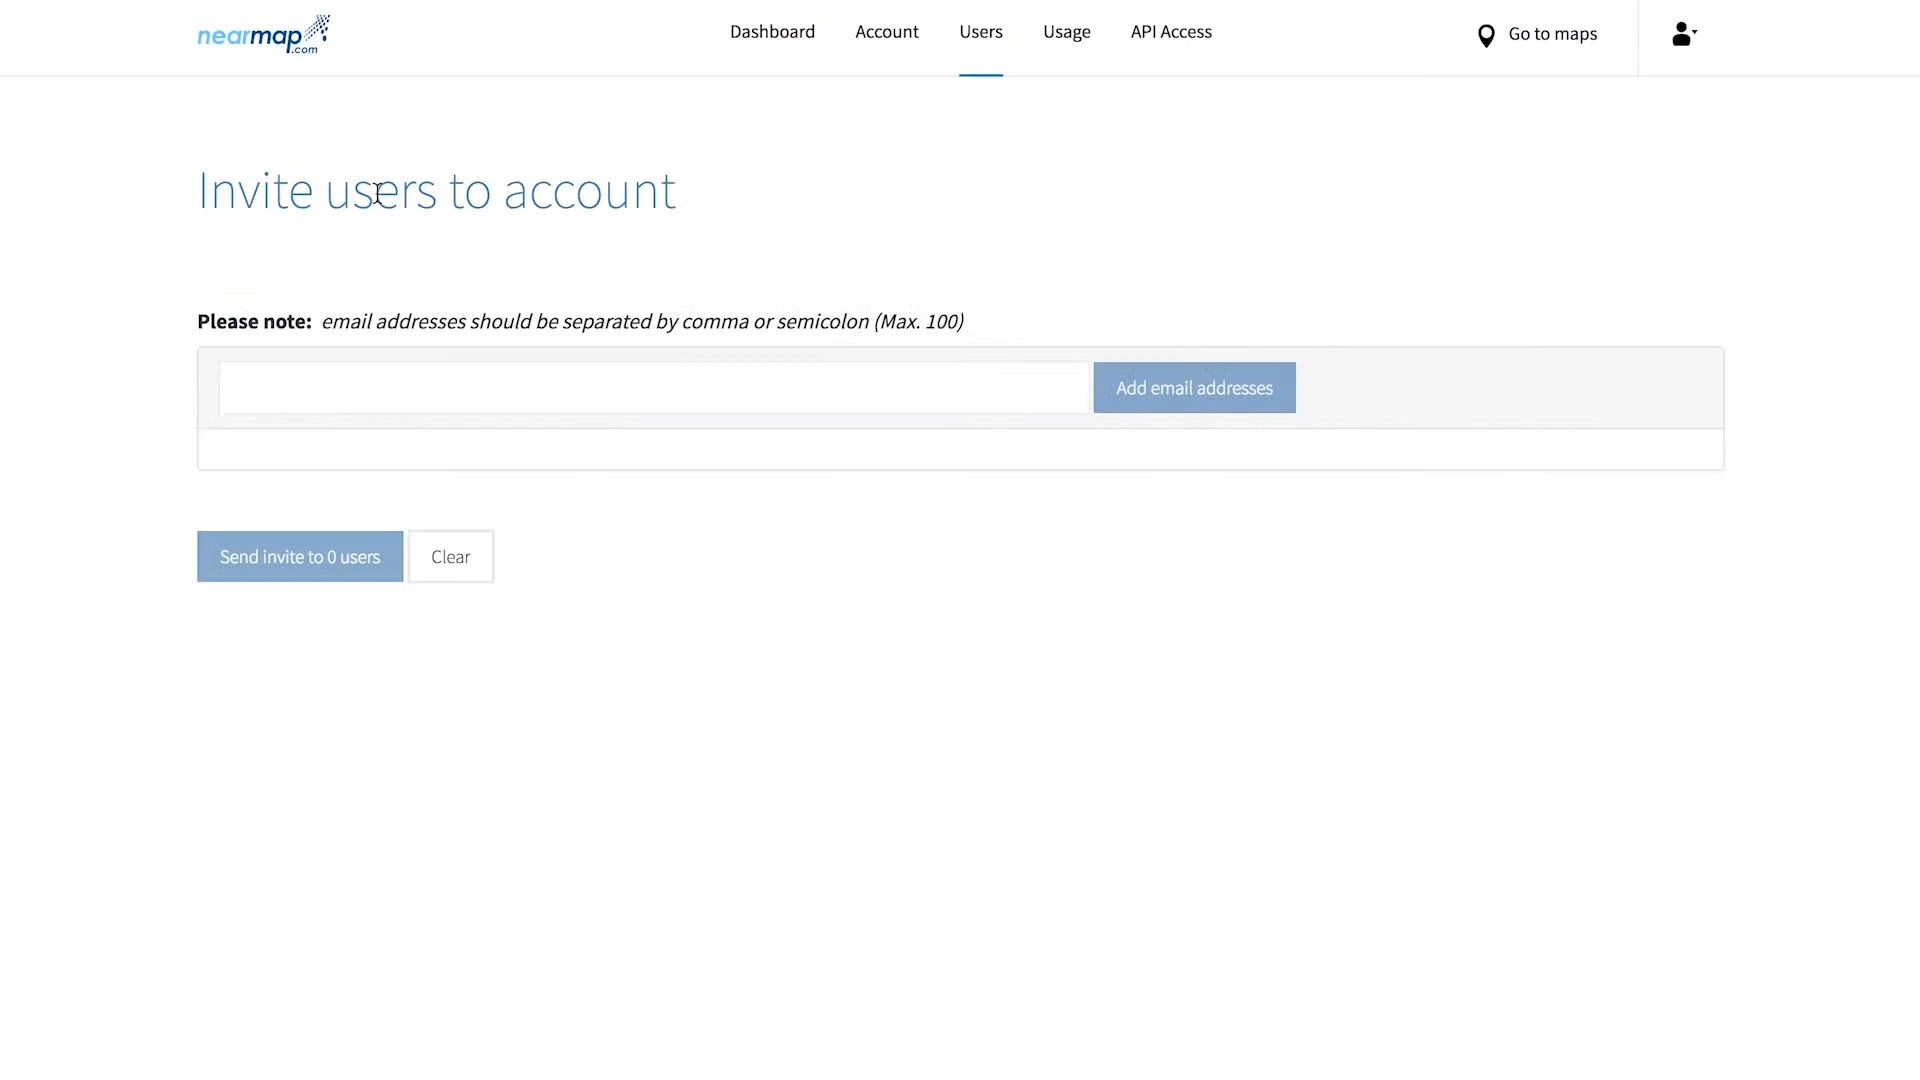 nearmap.com
Dashboard Account Users Usage API Access Go to maps
Invite users to account
Please note: email addresses should be separated by comma or semicolon (Max. 100)
Add email addresses
Send invite to 0 users Clear